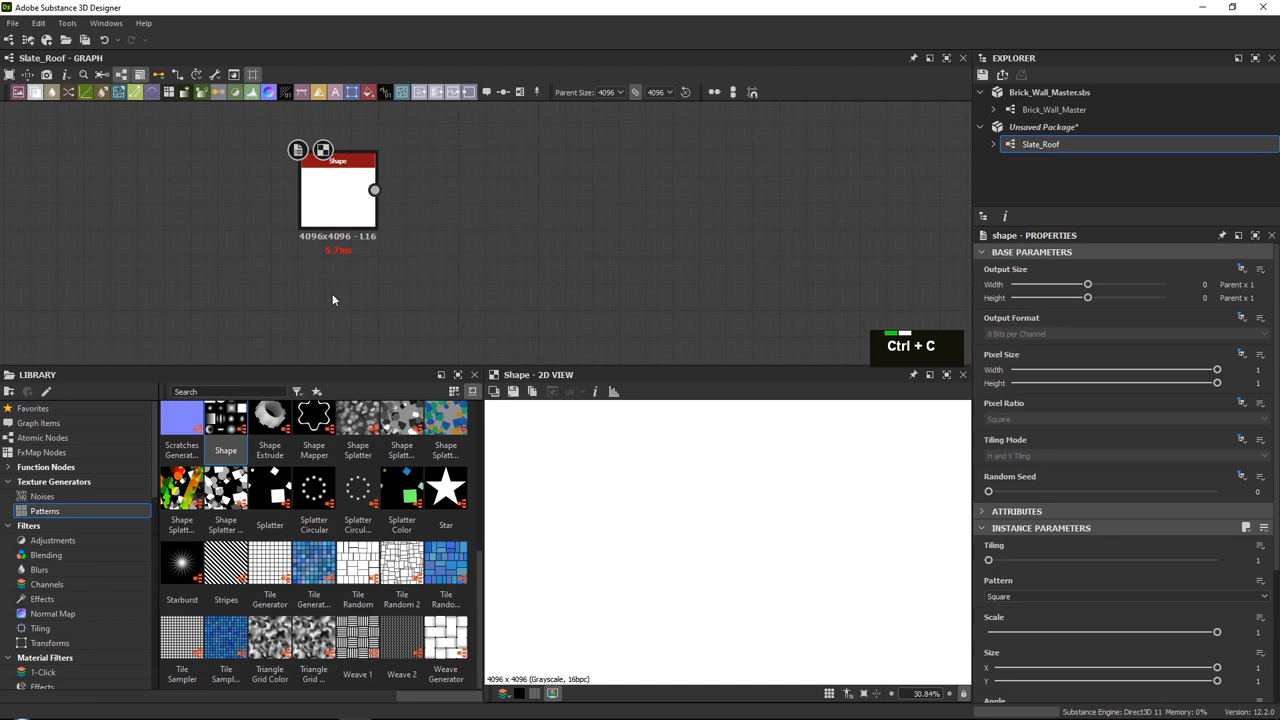 Adobe Substance 3D Designer
File Edit Tools Windows Help
Slate_Roof - GRAPH
Parent Size: 4096 4096
Shape
4096x4096 - L16
5.7ms
Ctrl + C
EXPLORER
Brick_Wall_Master.sbs
Brick_Wall_Master
Unsaved Package*
Slate_Roof
shape - PROPERTIES
BASE PARAMETERS
Output Size
Width 0 Parent x 1
Height 0 Parent x 1
Output Format
8 Bits per Channel
Pixel Size
Width 1
Height 1
Pixel Ratio
Square
Tiling Mode
H and V Tiling
Random Seed
0
ATTRIBUTES
INSTANCE PARAMETERS
Tiling
1
Pattern
Square
Scale
1
Size
X 1
Y 1
Angle
LIBRARY
Search
Favorites
Graph Items
Atomic Nodes
FxMap Nodes
Function Nodes
Texture Generators
Noises
Patterns
Filters
Adjustments
Blending
Blurs
Channels
Effects
Normal Map
Tiling
Transforms
Material Filters
1-Click
Effects
Scratches Generat... Shape Shape Extrude Shape Mapper Shape Splatter Shape Splatt... Shape Splatt...
Shape Splatt... Shape Splatter ... Splatter Splatter Circular Splatter Circul... Splatter Color Star
Starburst Stripes Tile Generator Tile Generat... Tile Random Tile Random 2 Tile Rando...
Tile Sampler Tile Sampl... Triangle Grid Color Triangle Grid ... Weave 1 Weave 2 Weave Generator
Shape - 2D VIEW
UV
4096 x 4096 (Grayscale, 16bpc)
30.84%
Substance Engine: Direct3D 11 Memory: 0% Version: 12.2.0